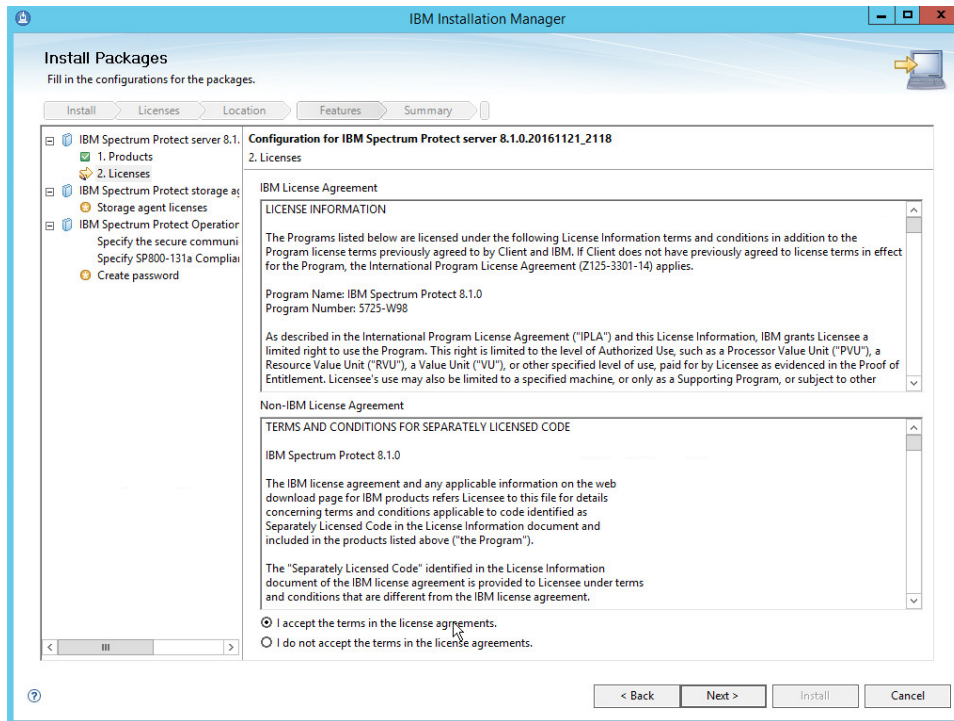 IBM Installation Manager
Install Packages
Fill in the configurations for the packages.
Install
Licenses
Location
Features
Summary
IBM Spectrum Protect server 8.1.
1. Products
2. Licenses
IBM Spectrum Protect storage ag
Storage agent licenses
IBM Spectrum Protect Operation
Specify the secure communi
Specify SP800-131a Complian
Create password
Configuration for IBM Spectrum Protect server 8.1.0.20161121_2118
2. Licenses
IBM License Agreement
LICENSE INFORMATION
The Programs listed below are licensed under the following License Information terms and conditions in addition to the
Program license terms previously agreed to by Client and IBM. If Client does not have previously agreed to license terms in effect
for the Program, the International Program License Agreement (Z125-3301-14) applies.
Program Name: IBM Spectrum Protect 8.1.0
Program Number: 5725-W98
As described in the International Program License Agreement ("IPLA") and this License Information, IBM grants Licensee a
limited right to use the Program. This right is limited to the level of Authorized Use, such as a Processor Value Unit ("PVU"), a
Resource Value Unit ("RVU"), a Value Unit ("VU"), or other specified level of use, paid for by Licensee as evidenced in the Proof of
Entitlement. Licensee's use may also be limited to a specified machine, or only as a Supporting Program, or subject to other
Non-IBM License Agreement
TERMS AND CONDITIONS FOR SEPARATELY LICENSED CODE
IBM Spectrum Protect 8.1.0
The IBM license agreement and any applicable information on the web
download page for IBM products refers Licensee to this file for details
concerning terms and conditions applicable to code identified as
Separately Licensed Code in the License Information document and
included in the products listed above ("the Program").
The "Separately Licensed Code" identified in the License Information
document of the IBM license agreement is provided to Licensee under terms
and conditions that are different from the IBM license agreement.
I accept the terms in the license agreements.
I do not accept the terms in the license agreements.
< Back
Next >
Install
Cancel